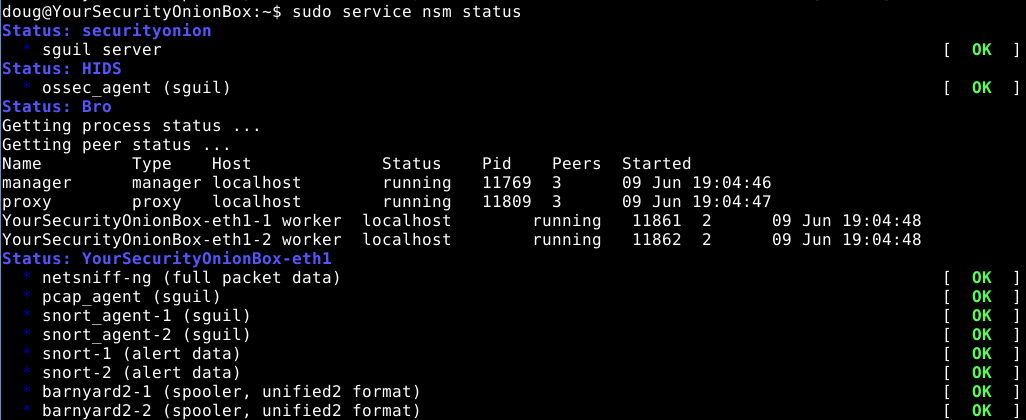 doug@YourSecurityOnionBox:~$ sudo service nsm status
Status: securityonion
* sguil server [ OK ]
Status: HIDS
* ossec_agent (sguil) [ OK ]
Status: Bro
Getting process status ...
Getting peer status ...
Name Type Host Status Pid Peers Started
manager manager localhost running 11769 3 09 Jun 19:04:46
proxy proxy localhost running 11809 3 09 Jun 19:04:47
YourSecurityOnionBox-eth1-1 worker localhost running 11861 2 09 Jun 19:04:48
YourSecurityOnionBox-eth1-2 worker localhost running 11862 2 09 Jun 19:04:48
Status: YourSecurityOnionBox-eth1
* netsniff-ng (full packet data) [ OK ]
* pcap_agent (sguil) [ OK ]
* snort_agent-1 (sguil) [ OK ]
* snort_agent-2 (sguil) [ OK ]
* snort-1 (alert data) [ OK ]
* snort-2 (alert data) [ OK ]
* barnyard2-1 (spooler, unified2 format) [ OK ]
* barnyard2-2 (spooler, unified2 format) [ OK ]